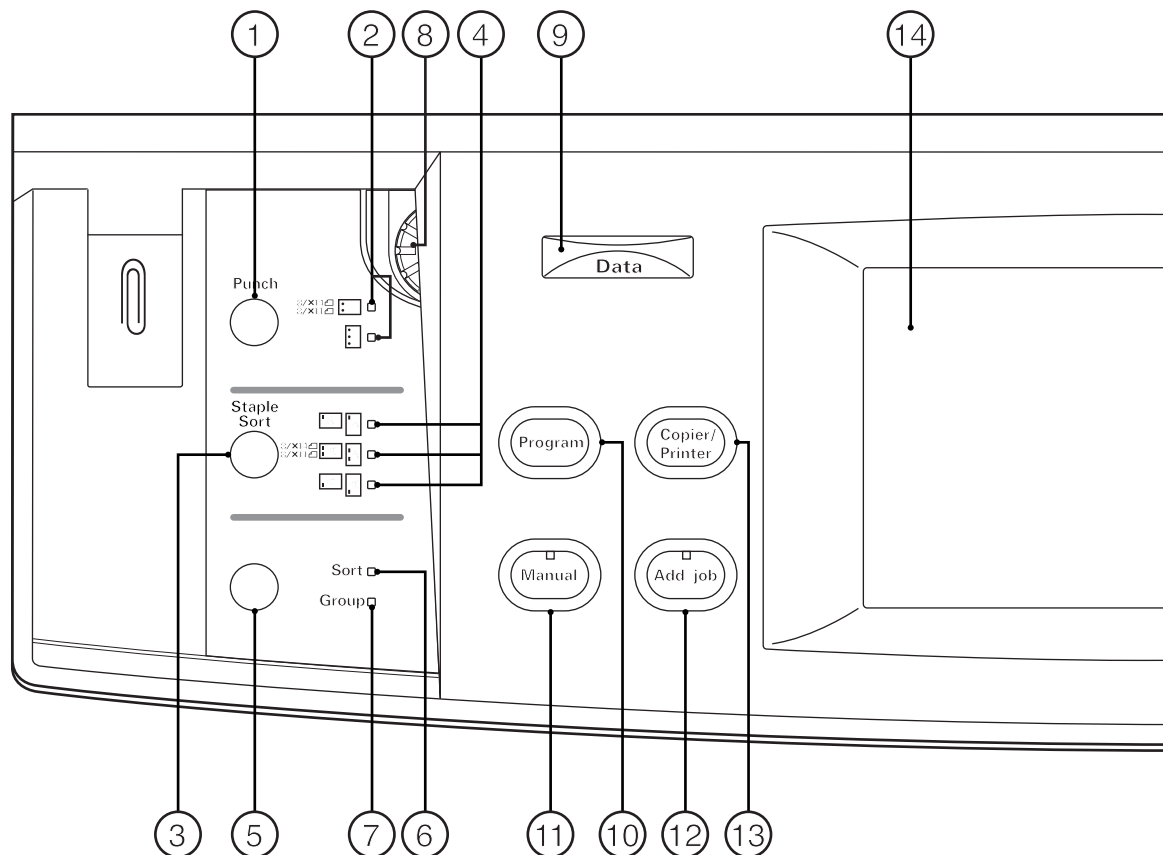 1 2 8 4 9 14
Data
Punch
Staple
Sort
Program
Copier/
Printer
Manual
Add job
Sort
Group
3 5 7 6 11 10 12 13